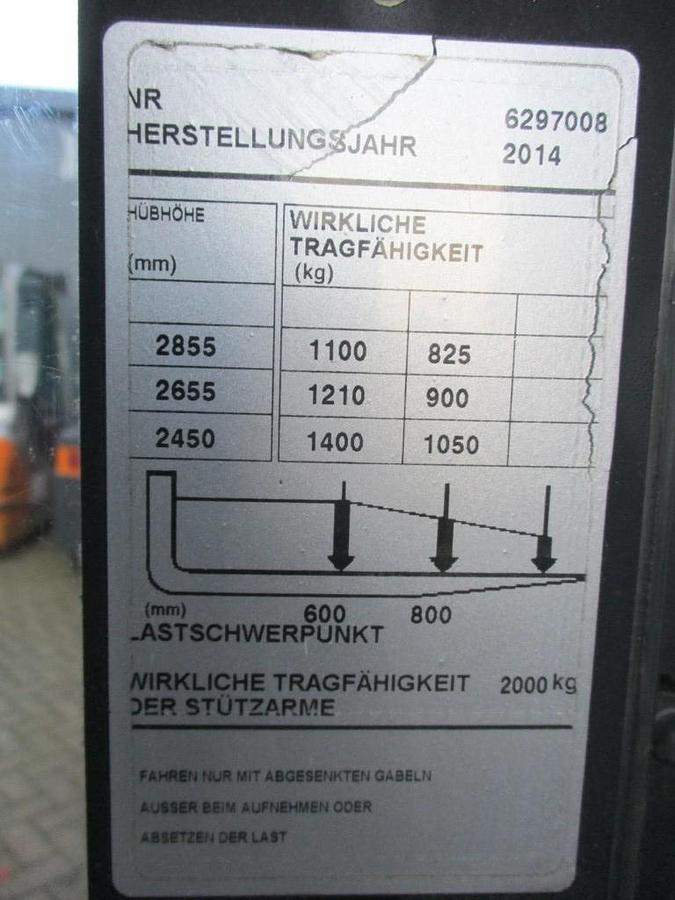 NR 6297008
HERSTELLUNGSJAHR 2014
HÜBHÖHE WIRKLICHE
TRAGFÄHIGKEIT
(mm) (kg)
2855 1100 825
2655 1210 900
2450 1400 1050
(mm) 600 800
LASTSCHWERPUNKT
WIRKLICHE TRAGFÄHIGKEIT 2000 kg
DER STÜTZARME
FAHREN NUR MIT ABGESENKTEN GABELN
AUSSER BEIM AUFNEHMEN ODER
ABSETZEN DER LAST